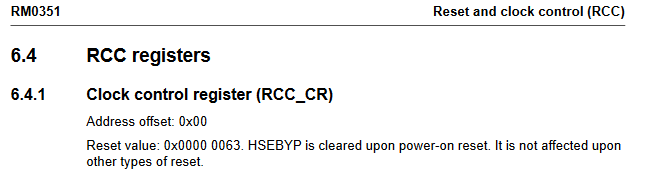 RM0351 Reset and clock control (RCC)
6.4 RCC registers
6.4.1 Clock control register (RCC_CR)
Address offset: 0x00
Reset value: 0x0000 0063. HSEBYP is cleared upon power-on reset. It is not affected upon
other types of reset.